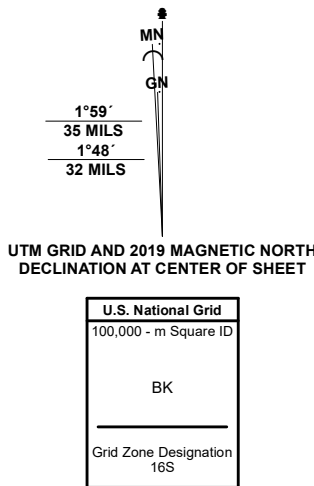 MN
GN
1°59´
35 MILS
1°48´
32 MILS
UTM GRID AND 2019 MAGNETIC NORTH
DECLINATION AT CENTER OF SHEET
U.S. National Grid
100,000 - m Square ID
BK
Grid Zone Designation
16S